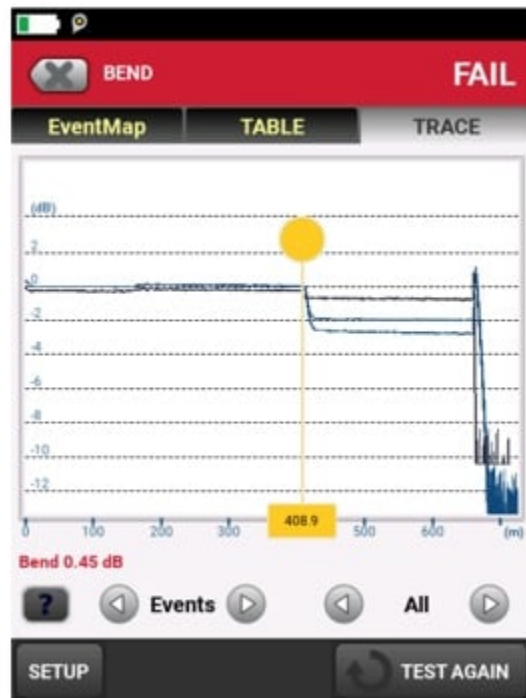 BEND FAIL
EventMap TABLE TRACE
(dB)
2
0
-2
-4
-6
-8
-10
-12
0 100 200 300 408.9 500 600 (m)
Bend 0.45 dB
? Events All
SETUP TEST AGAIN